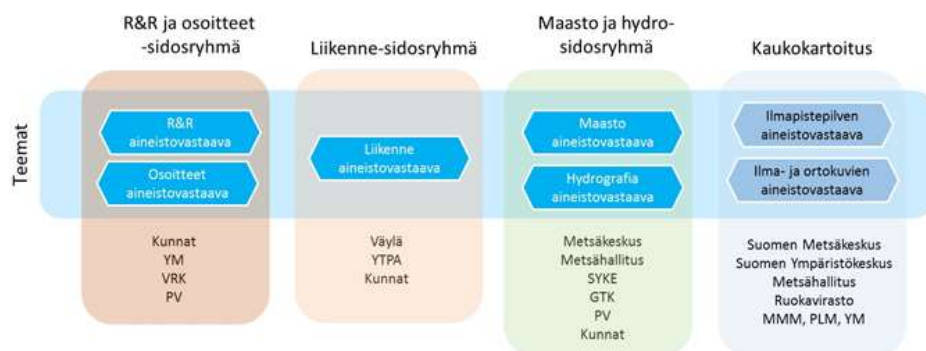 R&R ja osoitteet
-sidosryhmä
Liikenne-sidosryhmä
Maasto ja hydro-
sidosryhmä
Kaukokartoitus
Teemat
R&R
aineistovastaava
Osoitteet
aineistovastaava
Liikenne
aineistovastaava
Maasto
aineistovastaava
Hydrografia
aineistovastaava
Ilmapistepilven
aineistovastaava
Ilma- ja ortokuvien
aineistovastaava
Kunnat
YM
VRK
PV
Väylä
YTPA
Kunnat
Metsäkeskus
Metsähallitus
SYKE
GTK
PV
Kunnat
Suomen Metsäkeskus
Suomen Ympäristökeskus
Metsähallitus
Ruokavirasto
MMM, PLM, YM